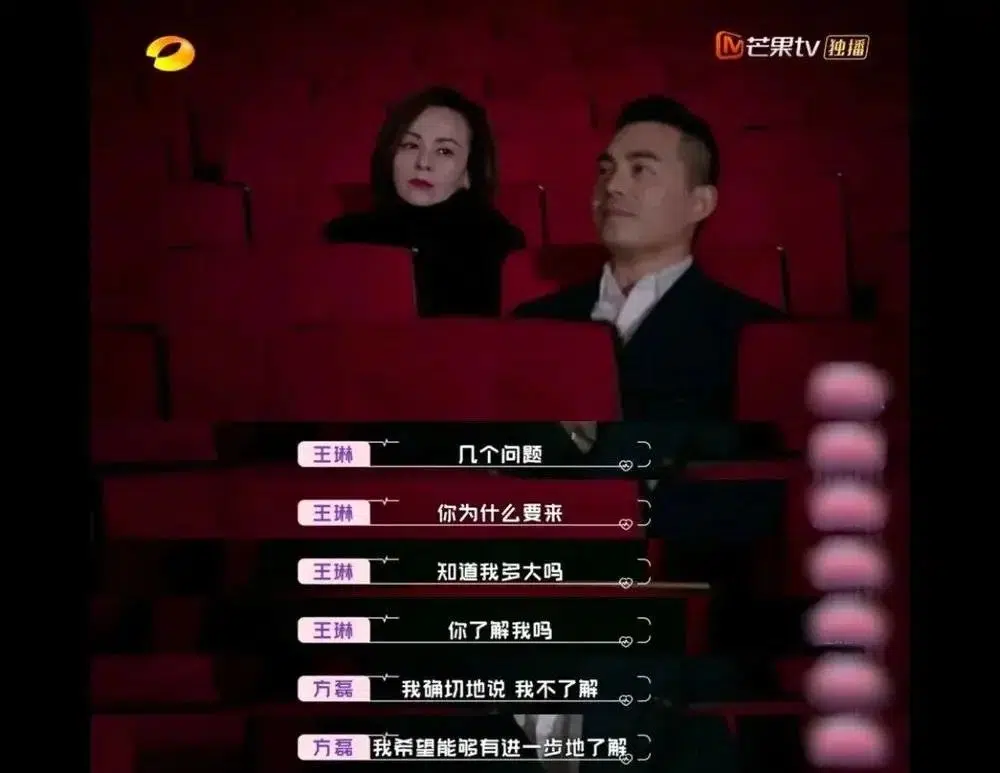 芒果tv 独播
王琳 几个问题
王琳 你为什么要来
王琳 知道我多大吗
王琳 你了解我吗
方磊 我确切地说 我不了解
方磊 我希望能够有进一步地了解